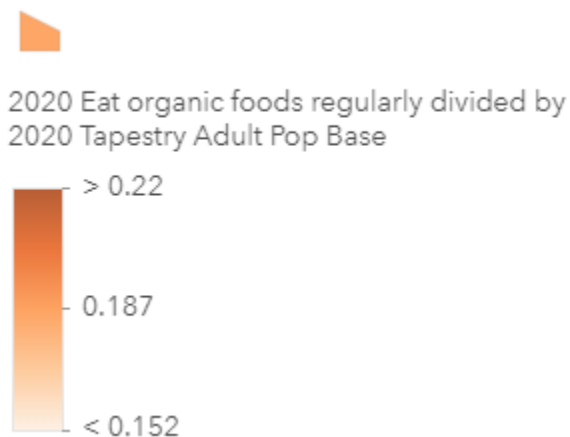 2020 Eat organic foods regularly divided by
2020 Tapestry Adult Pop Base
> 0.22
0.187
< 0.152